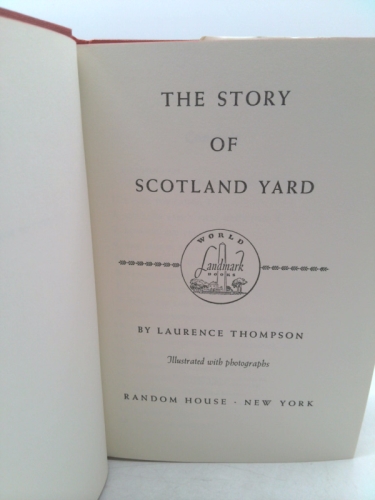 THE STORY
OF
SCOTLAND YARD
WORLD
Landmark
BOOKS
BY LAURENCE THOMPSON
Illustrated with photographs
RANDOM HOUSE · NEW YORK